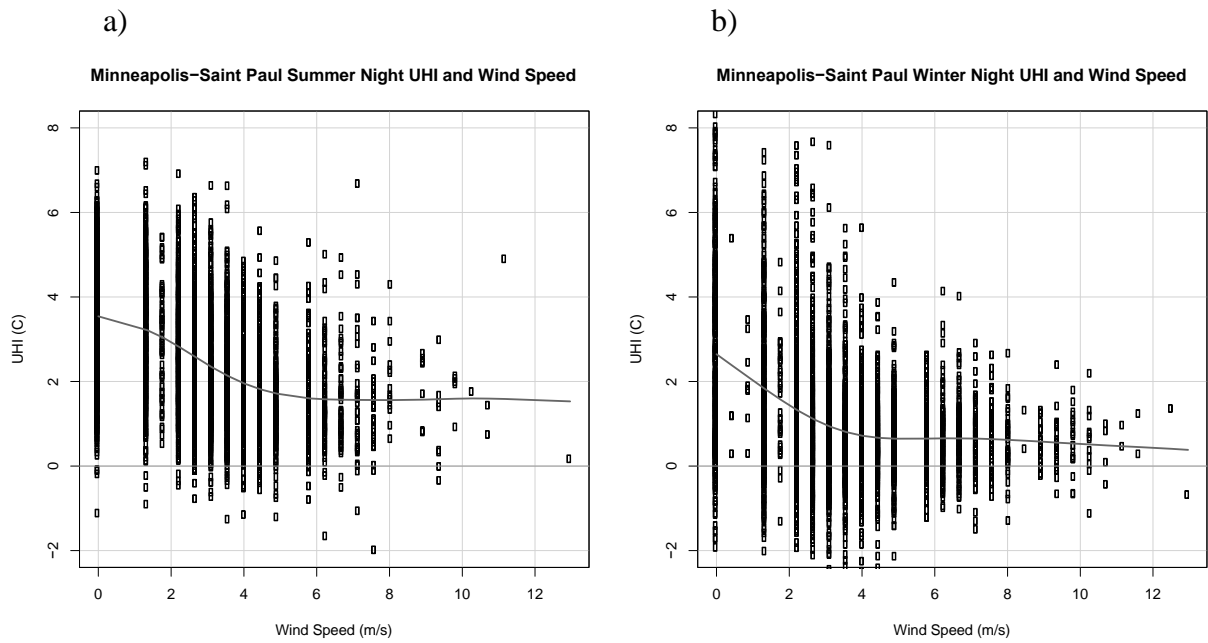 a)
Minneapolis−Saint Paul Summer Night UHI and Wind Speed
8
6
4
2
0
−2
UHI (C)
0 2 4 6 8 10 12
Wind Speed (m/s)
b)
Minneapolis−Saint Paul Winter Night UHI and Wind Speed
8
6
4
2
0
−2
UHI (C)
0 2 4 6 8 10 12
Wind Speed (m/s)